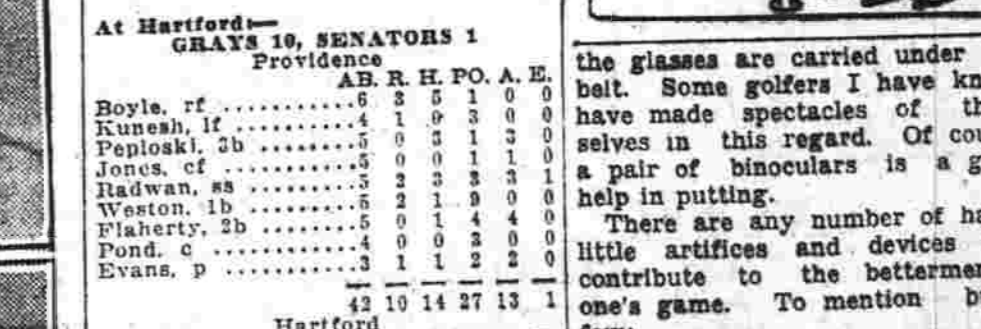 At Hartford:—
GRAYS 10, SENATORS 1
Providence
AB. R. H. PO. A. E.
Boyle, rf ...........6 3 5 1 0 0
Kunesh, lf ..........4 1 0 3 0 0
Peploski, 3b ........5 0 3 1 3 0
Jones, cf ...........5 0 0 1 1 0
Radwan, ss ..........5 2 3 3 3 1
Weston, 1b ..........5 2 1 9 0 0
Flaherty, 2b ........5 0 1 4 4 0
Pond, c .............4 0 0 3 0 0
Evans, p ............3 1 1 2 2 0
42 10 14 27 13 1
Hartford
the glasses are carried under
belt. Some golfers I have kn
have made spectacles of th
selves in this regard. Of cou
a pair of binoculars is a g
help in putting.
There are any number of ha
little artifices and devices
contribute to the bettermen
one's game. To mention b